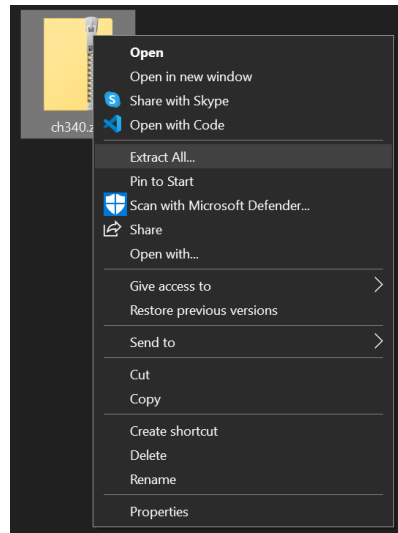 Open
Open in new window
Share with Skype
ch340.z
Open with Code
Extract All...
Pin to Start
Scan with Microsoft Defender...
Share
Open with...
Give access to
Restore previous versions
Send to
Cut
Copy
Create shortcut
Delete
Rename
Properties